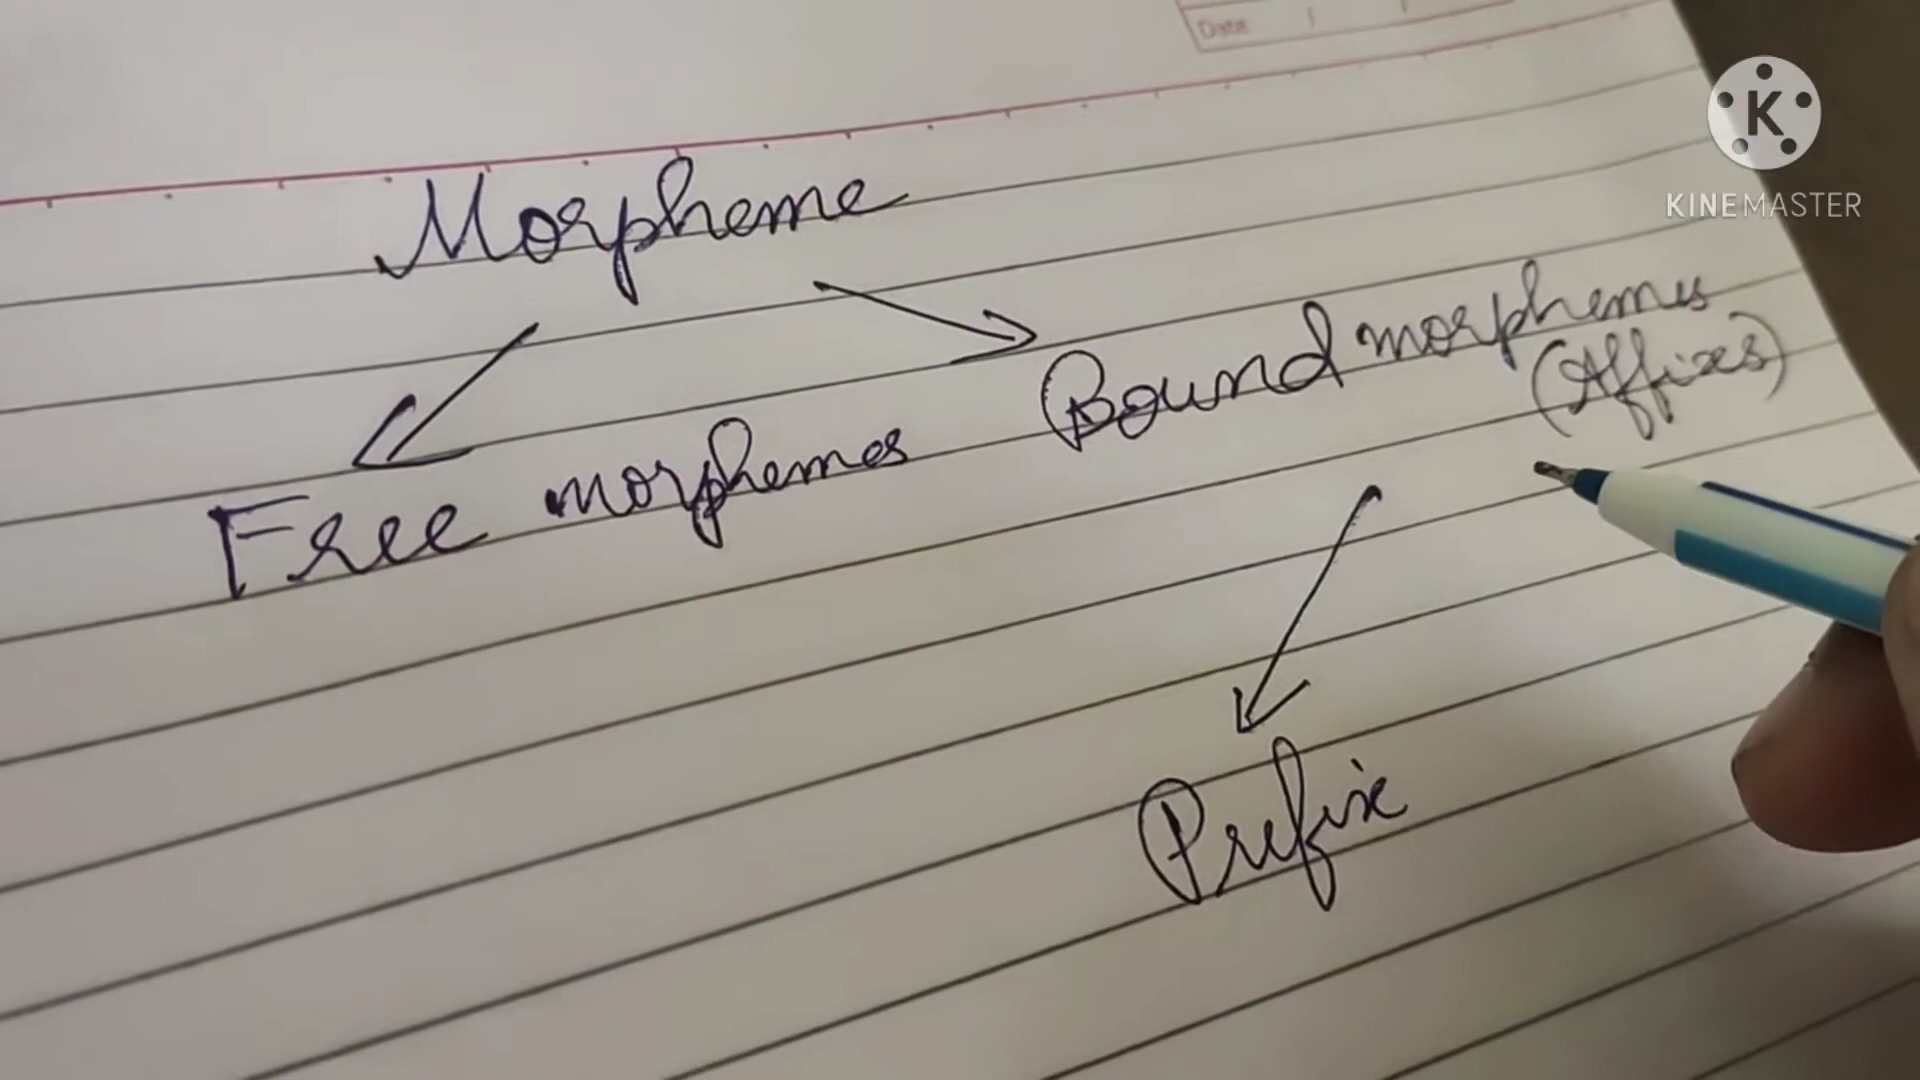 Date / /
K
KINEMASTER
Morpheme
Free morphemes
Bound morphemes
(Affixes)
Prefix